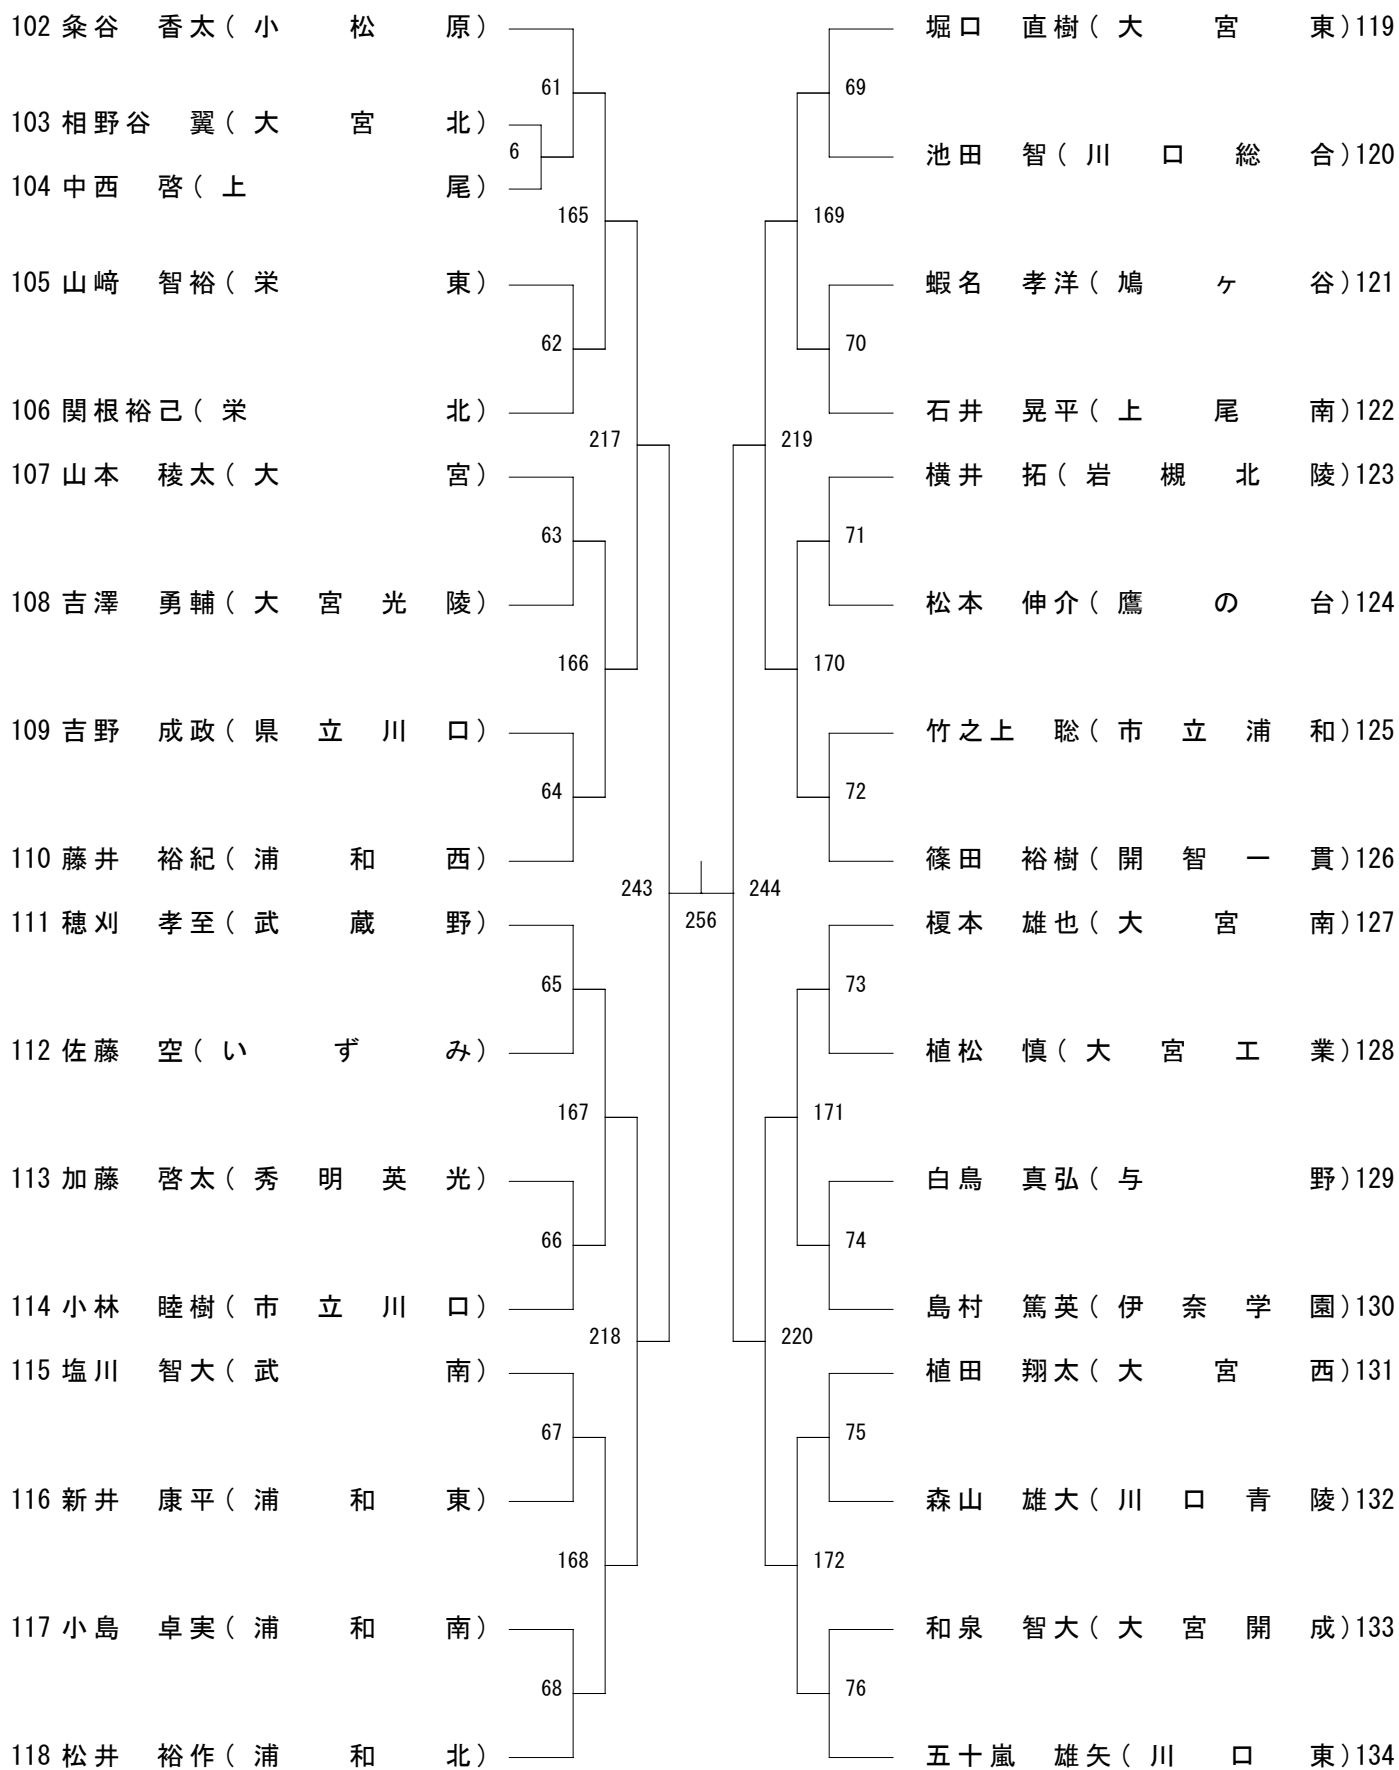 102 粂谷 香太(小松原)
61
103 相野谷 翼(大宮北)
6
104 中西 啓(上尾)
165
105 山﨑 智裕(栄東)
62
106 関根裕己(栄北)
217
107 山本 稜太(大宮)
63
108 吉澤 勇輔(大宮光陵)
166
109 吉野 成政(県立川口)
64
110 藤井 裕紀(浦和西)
243
111 穂刈 孝至(武蔵野)
65
112 佐藤 空(いずみ)
167
113 加藤 啓太(秀明英光)
66
114 小林 睦樹(市立川口)
218
115 塩川 智大(武南)
67
116 新井 康平(浦和東)
168
117 小島 卓実(浦和南)
68
118 松井 裕作(浦和北)
256
堀口 直樹(大宮東)119
69
池田 智(川口総合)120
169
蝦名 孝洋(鳩ヶ谷)121
70
石井 晃平(上尾南)122
219
横井 拓(岩槻北陵)123
71
松本 伸介(鷹の台)124
170
竹之上 聡(市立浦和)125
72
篠田 裕樹(開智一貫)126
244
榎本 雄也(大宮南)127
73
植松 慎(大宮工業)128
171
白鳥 真弘(与野)129
74
島村 篤英(伊奈学園)130
220
植田 翔太(大宮西)131
75
森山 雄大(川口青陵)132
172
和泉 智大(大宮開成)133
76
五十嵐 雄矢(川口東)134